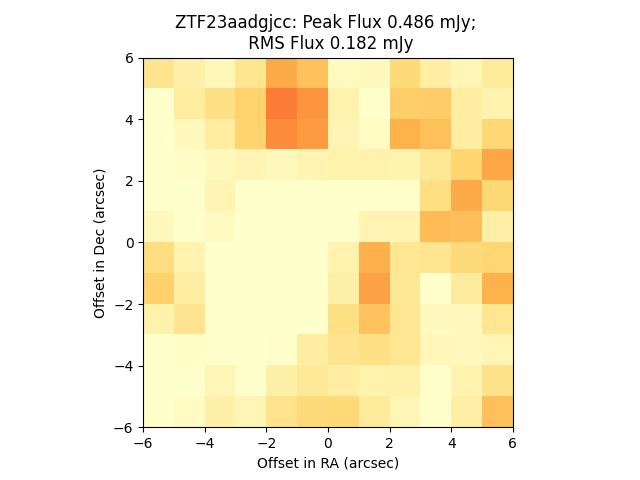 ZTF23aadgjcc: Peak Flux 0.486 mJy;
RMS Flux 0.182 mJy
6
4
2
0
−2
−4
−6
Offset in Dec (arcsec)
−6 −4 −2 0 2 4 6
Offset in RA (arcsec)